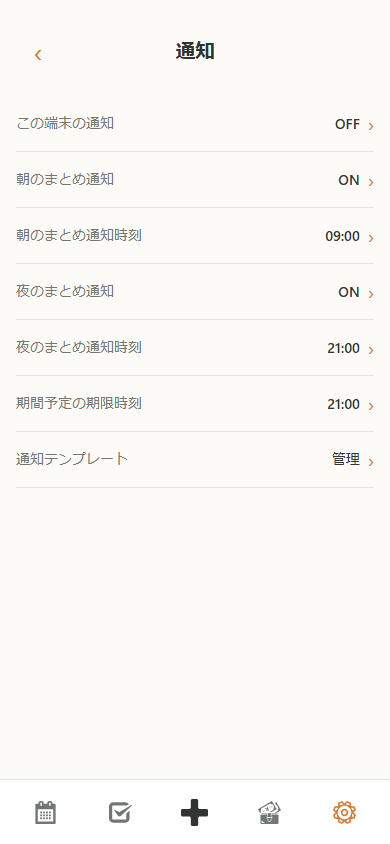 通知
この端末の通知 OFF
朝のまとめ通知 ON
朝のまとめ通知時刻 09:00
夜のまとめ通知 ON
夜のまとめ通知時刻 21:00
期間予定の期限時刻 21:00
通知テンプレート 管理